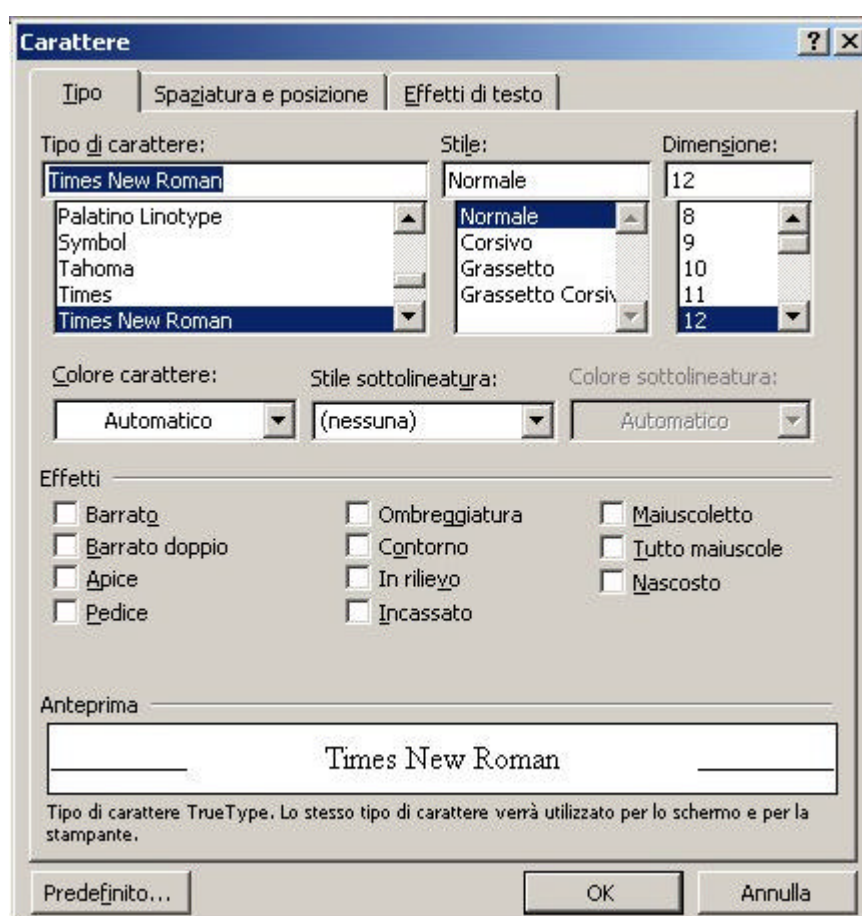 Carattere
Tipo Spaziatura e posizione Effetti di testo
Tipo di carattere: Stile: Dimensione:
Times New Roman Normale 12
Palatino Linotype Normale 8
Symbol Corsivo 9
Tahoma Grassetto 10
Times Grassetto Corsiv 11
Times New Roman 12
Colore carattere: Stile sottolineatura: Colore sottolineatura:
Automatico (nessuna) Automatico
Effetti
Barrato Ombreggiatura Maiuscoletto
Barrato doppio Contorno Tutto maiuscole
Apice In rilievo Nascosto
Pedice Incassato
Anteprima
Times New Roman
Tipo di carattere TrueType. Lo stesso tipo di carattere verrà utilizzato per lo schermo e per la
stampante.
Predefinito... OK Annulla